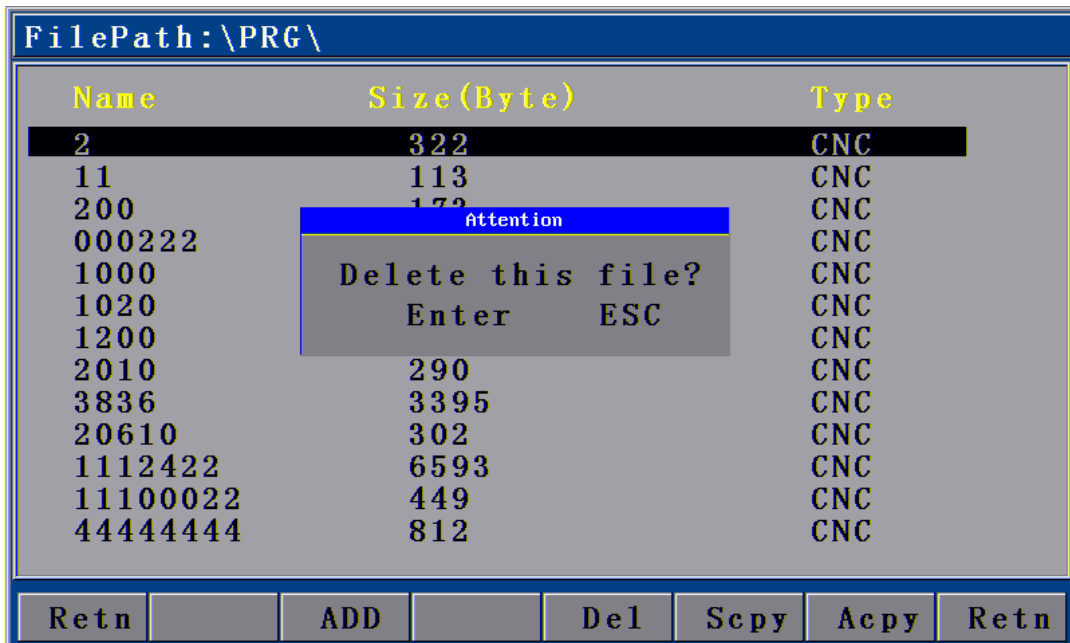 FilePath:\PRG\
Name Size(Byte) Type
2 322 CNC
11 113 CNC
200 172 CNC
Attention
000222 CNC
1000 Delete this file? CNC
1020 Enter ESC CNC
1200 CNC
2010 290 CNC
3836 3395 CNC
20610 302 CNC
1112422 6593 CNC
11100022 449 CNC
44444444 812 CNC
Retn ADD Del Scpy Acpy Retn